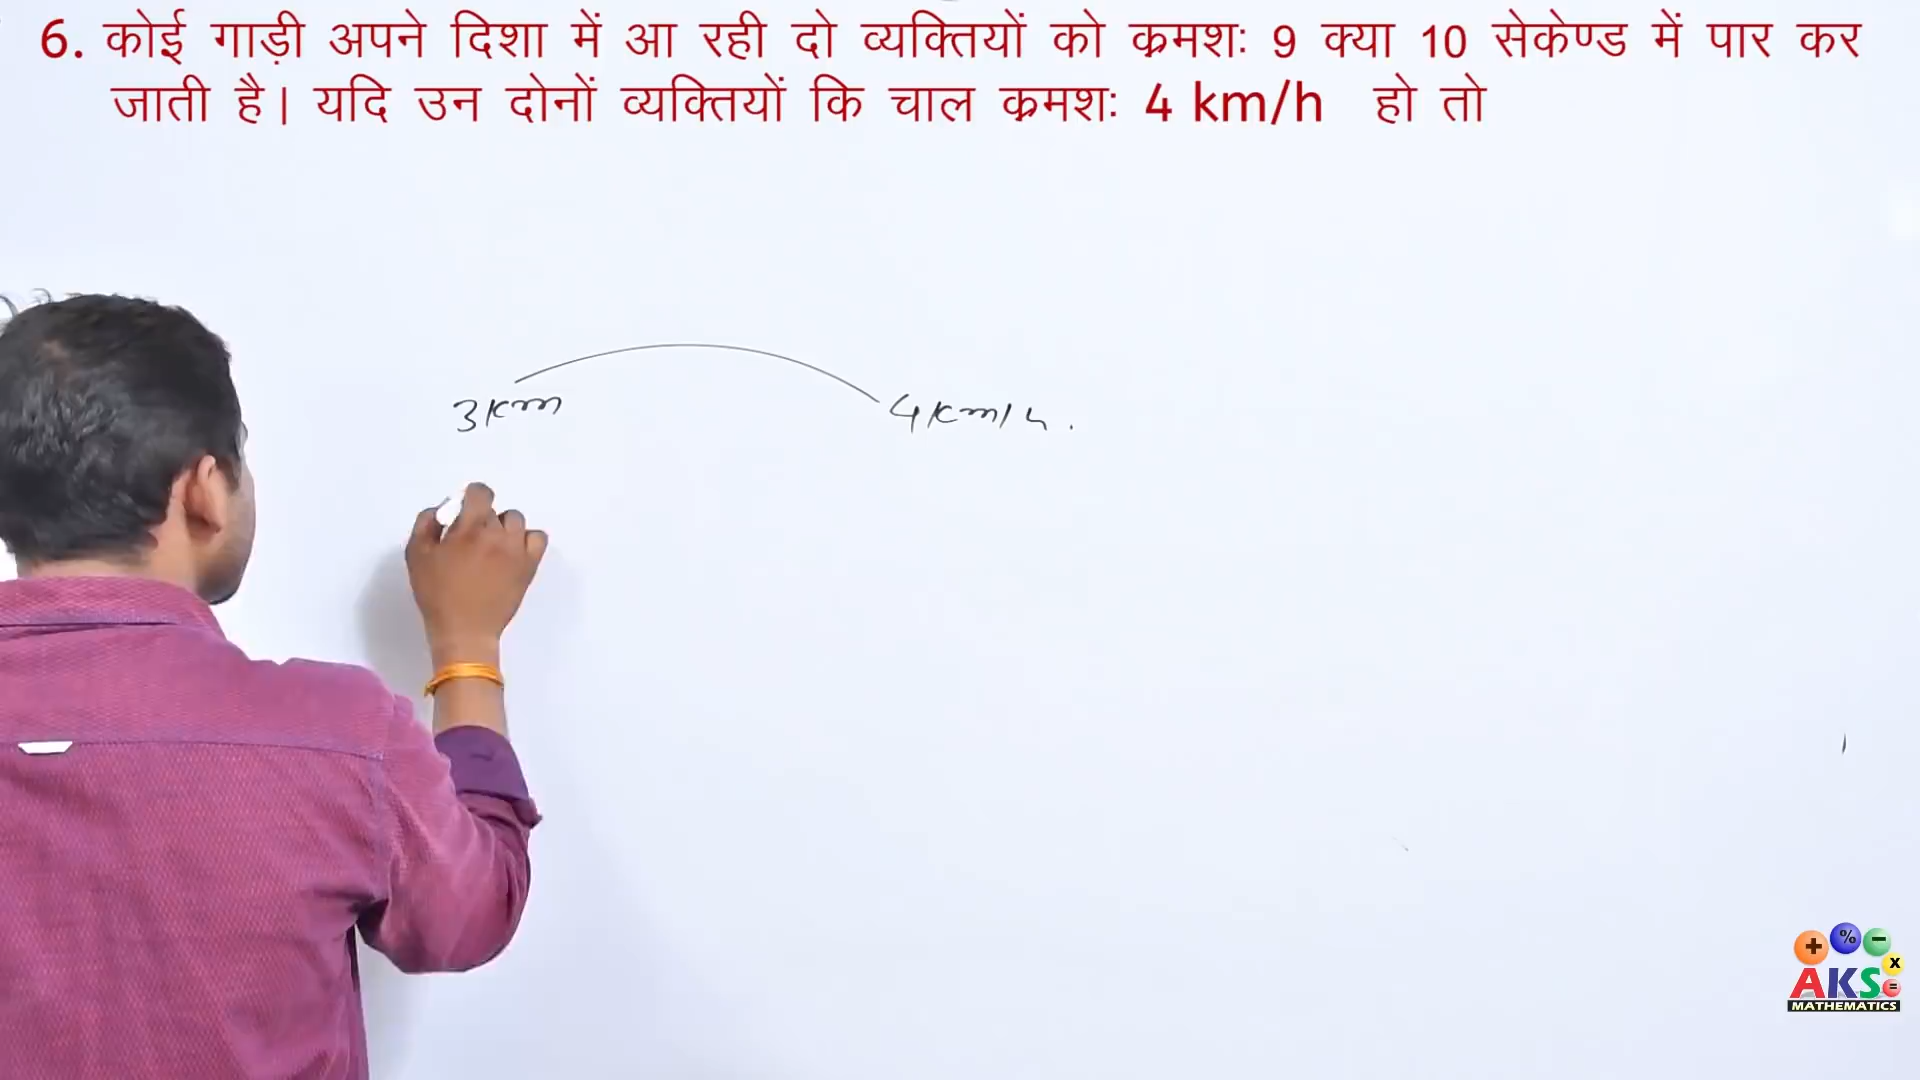 6. कोई गाड़ी अपने दिशा में आ रही दो व्यक्तियों को क्रमशः 9 क्या 10 सेकेण्ड में पार कर
जाती है। यदि उन दोनों व्यक्तियों कि चाल क्रमशः 4 km/h हो तो
3km
4km/h.
+ % −
x
AKS =
MATHEMATICS